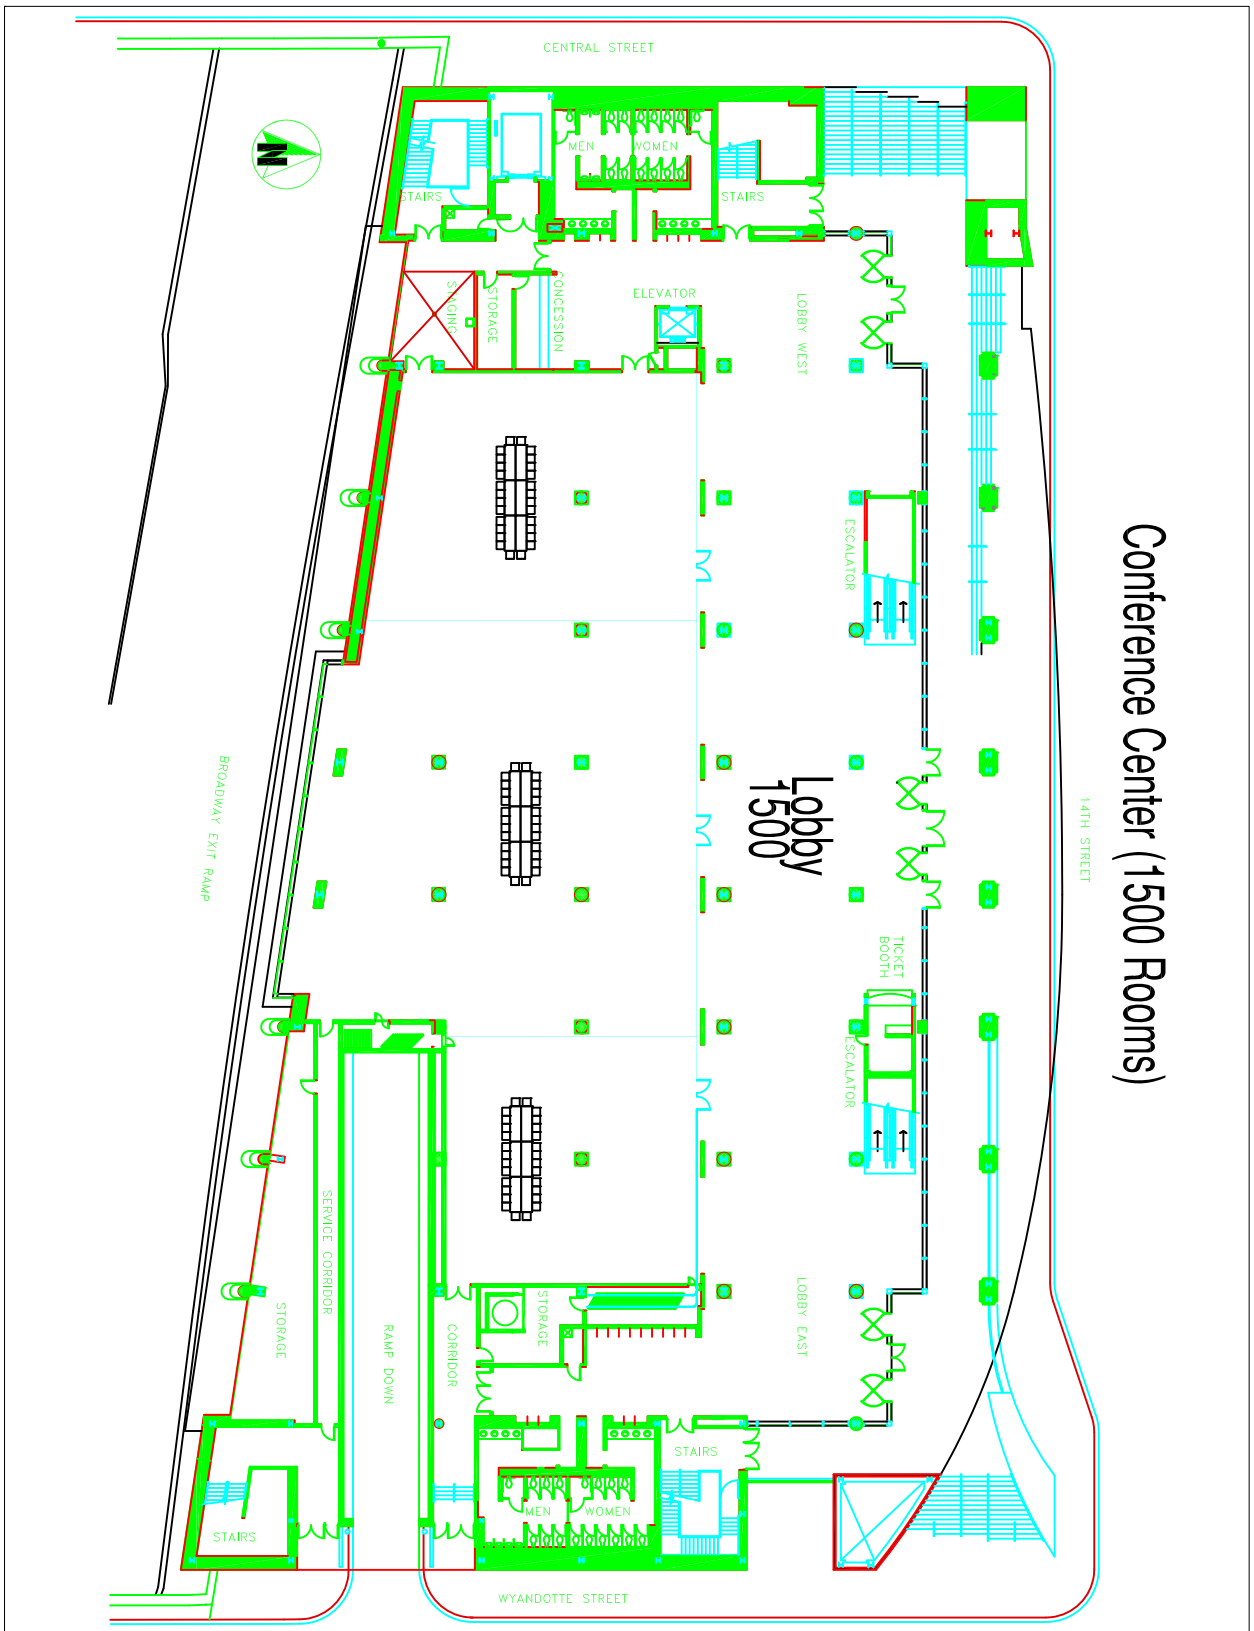 CENTRAL STREET
N
MEN
WOMEN
STAIRS
STAIRS
STAGING
STORAGE
CONCESSION
ELEVATOR
LOBBY WEST
ESCALATOR
Conference Center (1500 Rooms)
14TH STREET
Lobby
1500
BROADWAY EXIT RAMP
TICKET
BOOTH
ESCALATOR
SERVICE CORRIDOR
STORAGE
RAMP DOWN
CORRIDOR
STORAGE
LOBBY EAST
STAIRS
MEN
WOMEN
STAIRS
WYANDOTTE STREET